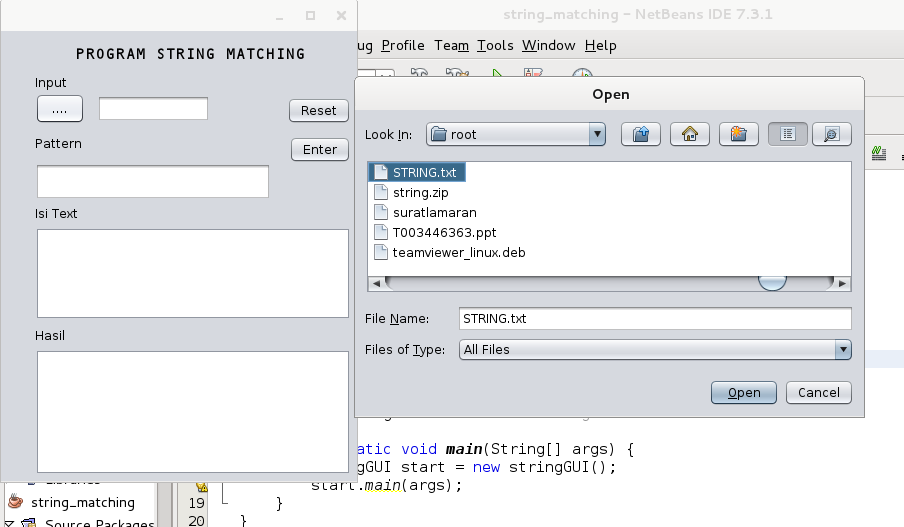 string_matching - NetBeans IDE 7.3.1
Profile Team Tools Window Help
PROGRAM STRING MATCHING
Input
....
Reset
Pattern
Enter
Isi Text
Hasil
Open
Look In: root
STRING.txt
string.zip
suratlamaran
T003446363.ppt
teamviewer_linux.deb
File Name: STRING.txt
Files of Type: All Files
Open Cancel
void main(String[] args) {
start = new stringGUI();
start.main(args);
19 }
20 }
string_matching
Source Packages